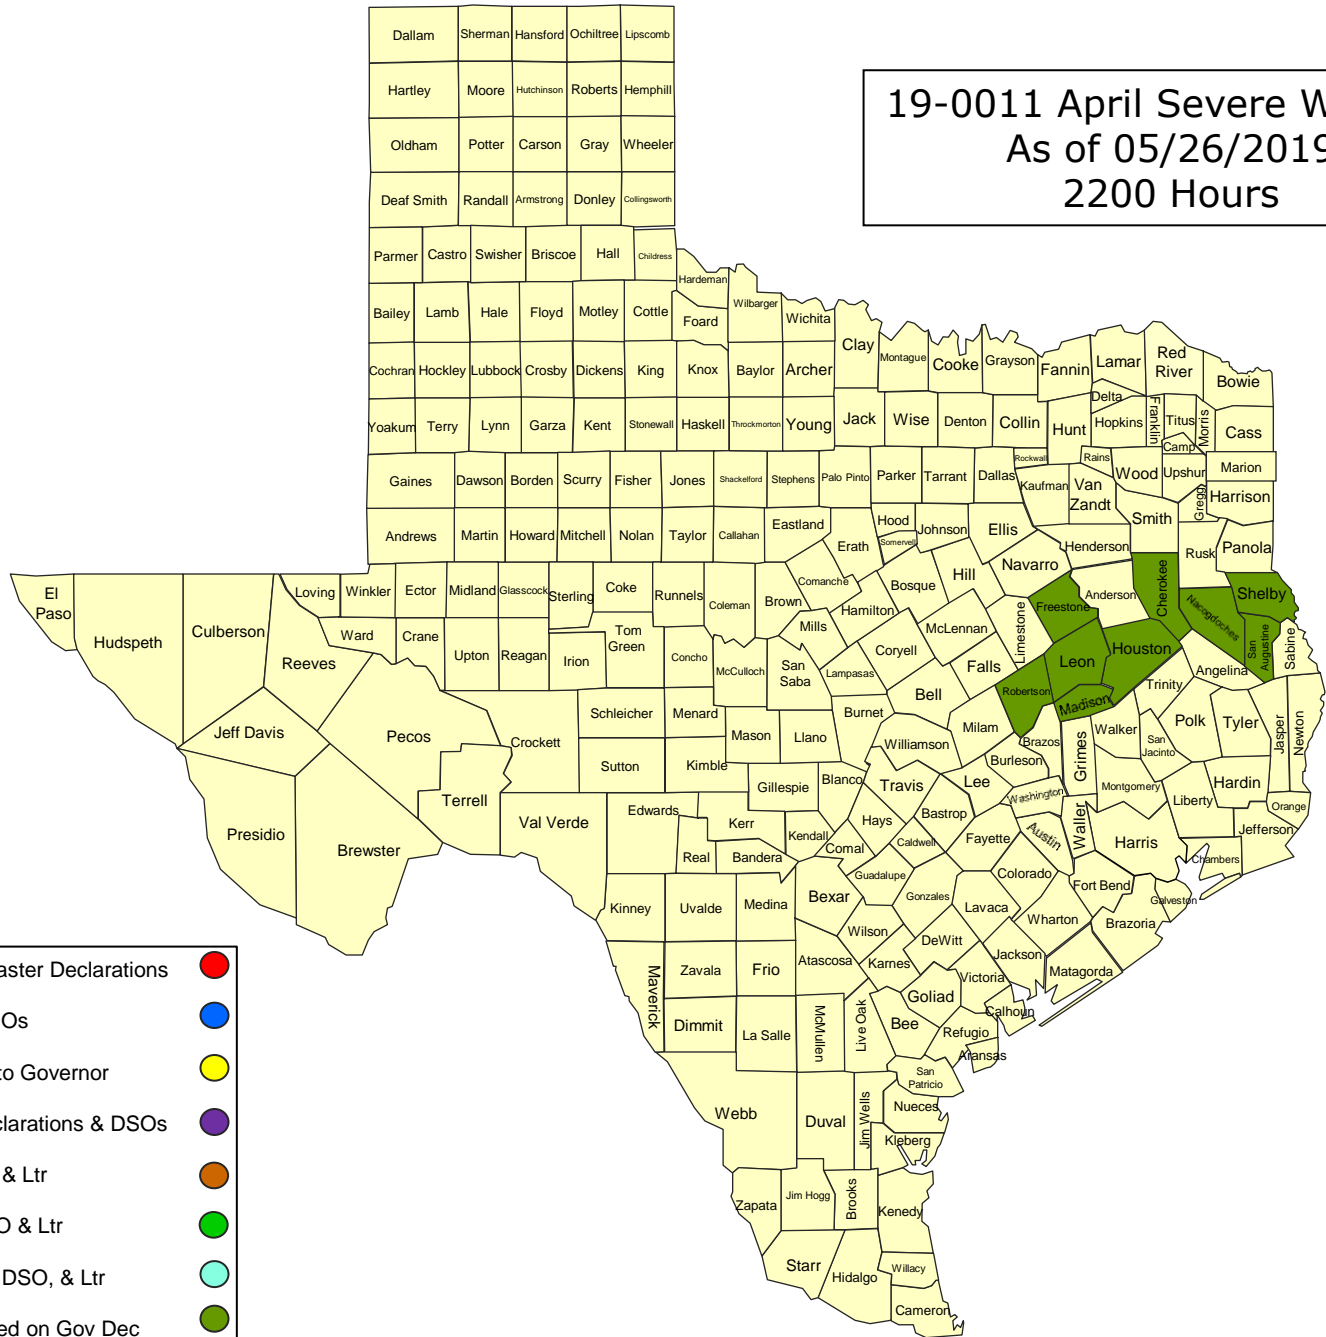 Dallam Sherman Hansford Ochiltree Lipscomb
Hartley Moore Hutchinson Roberts Hemphill
19-0011 April Severe W
As of 05/26/2019
2200 Hours
Oldham Potter Carson Gray Wheeler
Deaf Smith Randall Armstrong Donley Collingsworth
Parmer Castro Swisher Briscoe Hall Childress
Hardeman
Bailey Lamb Hale Floyd Motley Cottle Foard Wilbarger Wichita
Clay Montague Cooke Grayson Fannin Lamar Red River Bowie
Cochran Hockley Lubbock Crosby Dickens King Knox Baylor Archer
Delta
Yoakum Terry Lynn Garza Kent Stonewall Haskell Throckmorton Young Jack Wise Denton Collin Hunt Hopkins Franklin Titus Morris Cass
Camp
Rockwall Rains
Gaines Dawson Borden Scurry Fisher Jones Shackelford Stephens Palo Pinto Parker Tarrant Dallas Kaufman Van Zandt Wood Upshur Marion
Gregg Harrison
Andrews Martin Howard Mitchell Nolan Taylor Callahan Eastland Erath Hood Somervell Johnson Ellis Henderson Smith Rusk Panola
El Paso Hudspeth Culberson Loving Winkler Ector Midland Glasscock Sterling Coke Runnels Coleman Brown Comanche Hamilton Bosque Hill Navarro Freestone Anderson Cherokee Nacogdoches Shelby
Reeves Ward Crane Upton Reagan Irion Tom Green Concho McCulloch San Saba Mills Lampasas Coryell McLennan Limestone Falls Leon Houston Angelina San Augustine Sabine
Jeff Davis Pecos Crockett Schleicher Menard Mason Llano Burnet Bell Milam Robertson Madison Trinity
Walker San Jacinto Polk Tyler Jasper Newton
Sutton Kimble Gillespie Blanco Williamson Travis Lee Burleson Brazos Grimes Washington Montgomery Liberty Hardin Orange
Presidio Brewster Terrell Val Verde Edwards Kerr Real Bandera Kendall Comal Hays Caldwell Bastrop Fayette Austin Waller Harris Chambers Jefferson
Kinney Uvalde Medina Bexar Guadalupe Gonzales Lavaca Colorado Wharton Fort Bend Brazoria Galveston
Maverick Zavala Frio Atascosa Wilson Karnes DeWitt Jackson Matagorda
Dimmit La Salle McMullen Live Oak Bee Goliad Victoria Calhoun Refugio Aransas
San Patricio
Webb Duval Jim Wells Nueces
Kleberg
Zapata Jim Hogg Brooks Kenedy
Starr Hidalgo Willacy
Cameron
aster Declarations
Os
to Governor
clarations & DSOs
& Ltr
O & Ltr
DSO, & Ltr
ed on Gov Dec